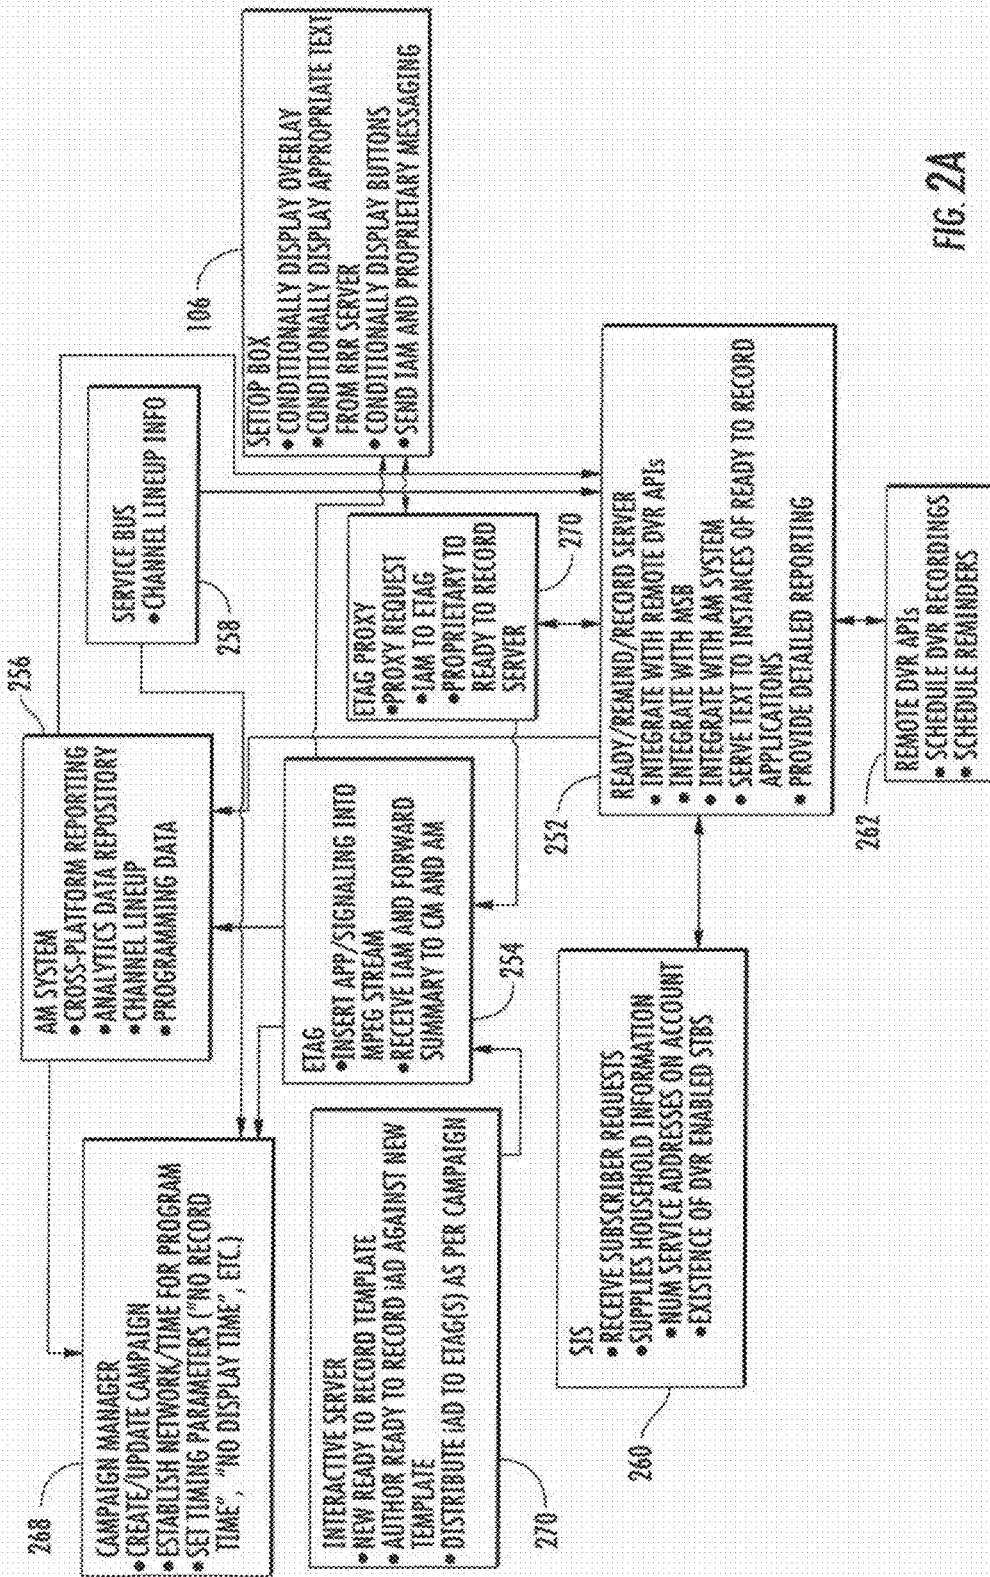 268
CAMPAIGN MANAGER
• CREATE/UPDATE CAMPAIGN
• ESTABLISH NETWORK/TIME FOR PROGRAM
• SET TIMING PARAMETERS ("NO RECORD
TIME", "NO DISPLAY TIME", ETC.)
256
AM SYSTEM
• CROSS-PLATFORM REPORTING
• ANALYTICS DATA REPOSITORY
• CHANNEL LINEUP
• PROGRAMMING DATA
SERVICE BUS
• CHANNEL LINEUP INFO
258
106
SETTOP BOX
• CONDITIONALLY DISPLAY OVERLAY
• CONDITIONALLY DISPLAY APPROPRIATE TEXT
FROM RRR SERVER
• CONDITIONALLY DISPLAY BUTTONS
• SEND IAM AND PROPRIETARY MESSAGING
INTERACTIVE SERVER
• NEW READY TO RECORD TEMPLATE
• AUTHOR READY TO RECORD iAD AGAINST NEW
TEMPLATE
• DISTRIBUTE iAD TO ETAG(S) AS PER CAMPAIGN
270
ETAG
• INSERT APP/SIGNALING INTO
MPEG STREAM
• RECEIVE IAM AND FORWARD
SUMMARY TO CM AND AM
254
ETAG PROXY
• PROXY REQUEST
• IAM TO ETAG
• PROPRIETARY TO
READY TO RECORD
SERVER
270
SIS
• RECEIVE SUBSCRIBER REQUESTS
• SUPPLIES HOUSEHOLD INFORMATION
• NUM SERVICE ADDRESSES ON ACCOUNT
• EXISTENCE OF DVR ENABLED STBS
260
252
READY/REMIND/RECORD SERVER
• INTEGRATE WITH REMOTE DVR APIs
• INTEGRATE WITH MSB
• INTEGRATE WITH AM SYSTEM
• SERVE TEXT TO INSTANCES OF READY TO RECORD
APPLICATIONS
• PROVIDE DETAILED REPORTING
262
REMOTE DVR APIs
• SCHEDULE DVR RECORDINGS
• SCHEDULE REMINDERS
FIG. 2A